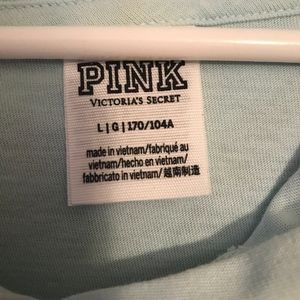 PINK
VICTORIA'S SECRET
L | G | 170/104A
made in vietnam/fabriqué au
vietnam/hecho en vietnam/
fabbricato in vietnam/越南制造